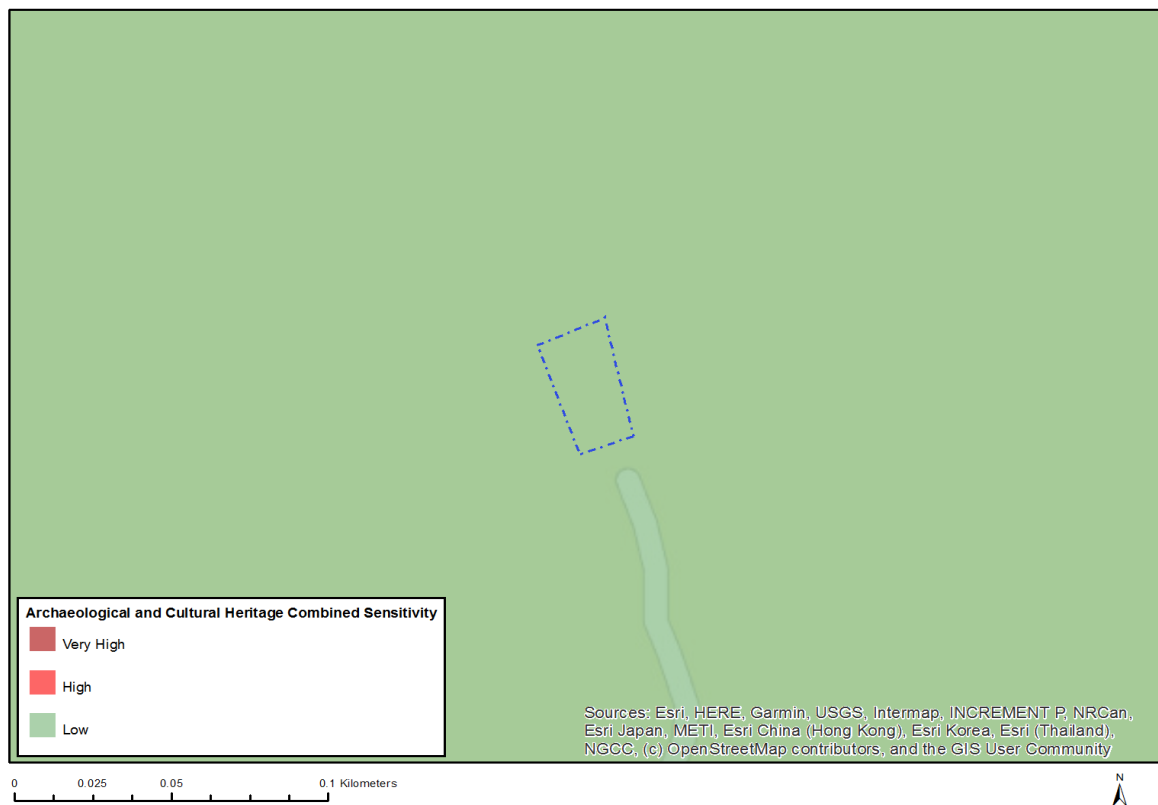 Archaeological and Cultural Heritage Combined Sensitivity
Very High
High
Low
Sources: Esri, HERE, Garmin, USGS, Intermap, INCREMENT P, NRCan,
Esri Japan, METI, Esri China (Hong Kong), Esri Korea, Esri (Thailand),
NGCC, (c) OpenStreetMap contributors, and the GIS User Community
0 0.025 0.05 0.1 Kilometers
N